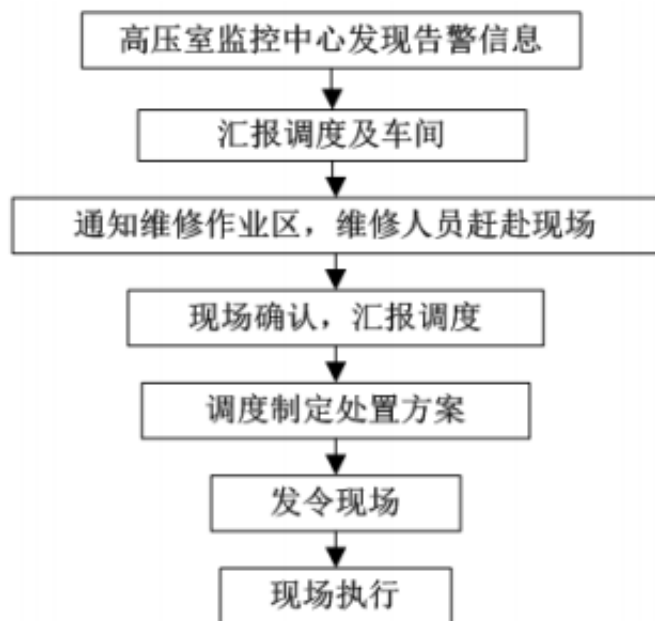 高压室监控中心发现告警信息
汇报调度及车间
通知维修作业区，维修人员赶赴现场
现场确认，汇报调度
调度制定处置方案
发令现场
现场执行